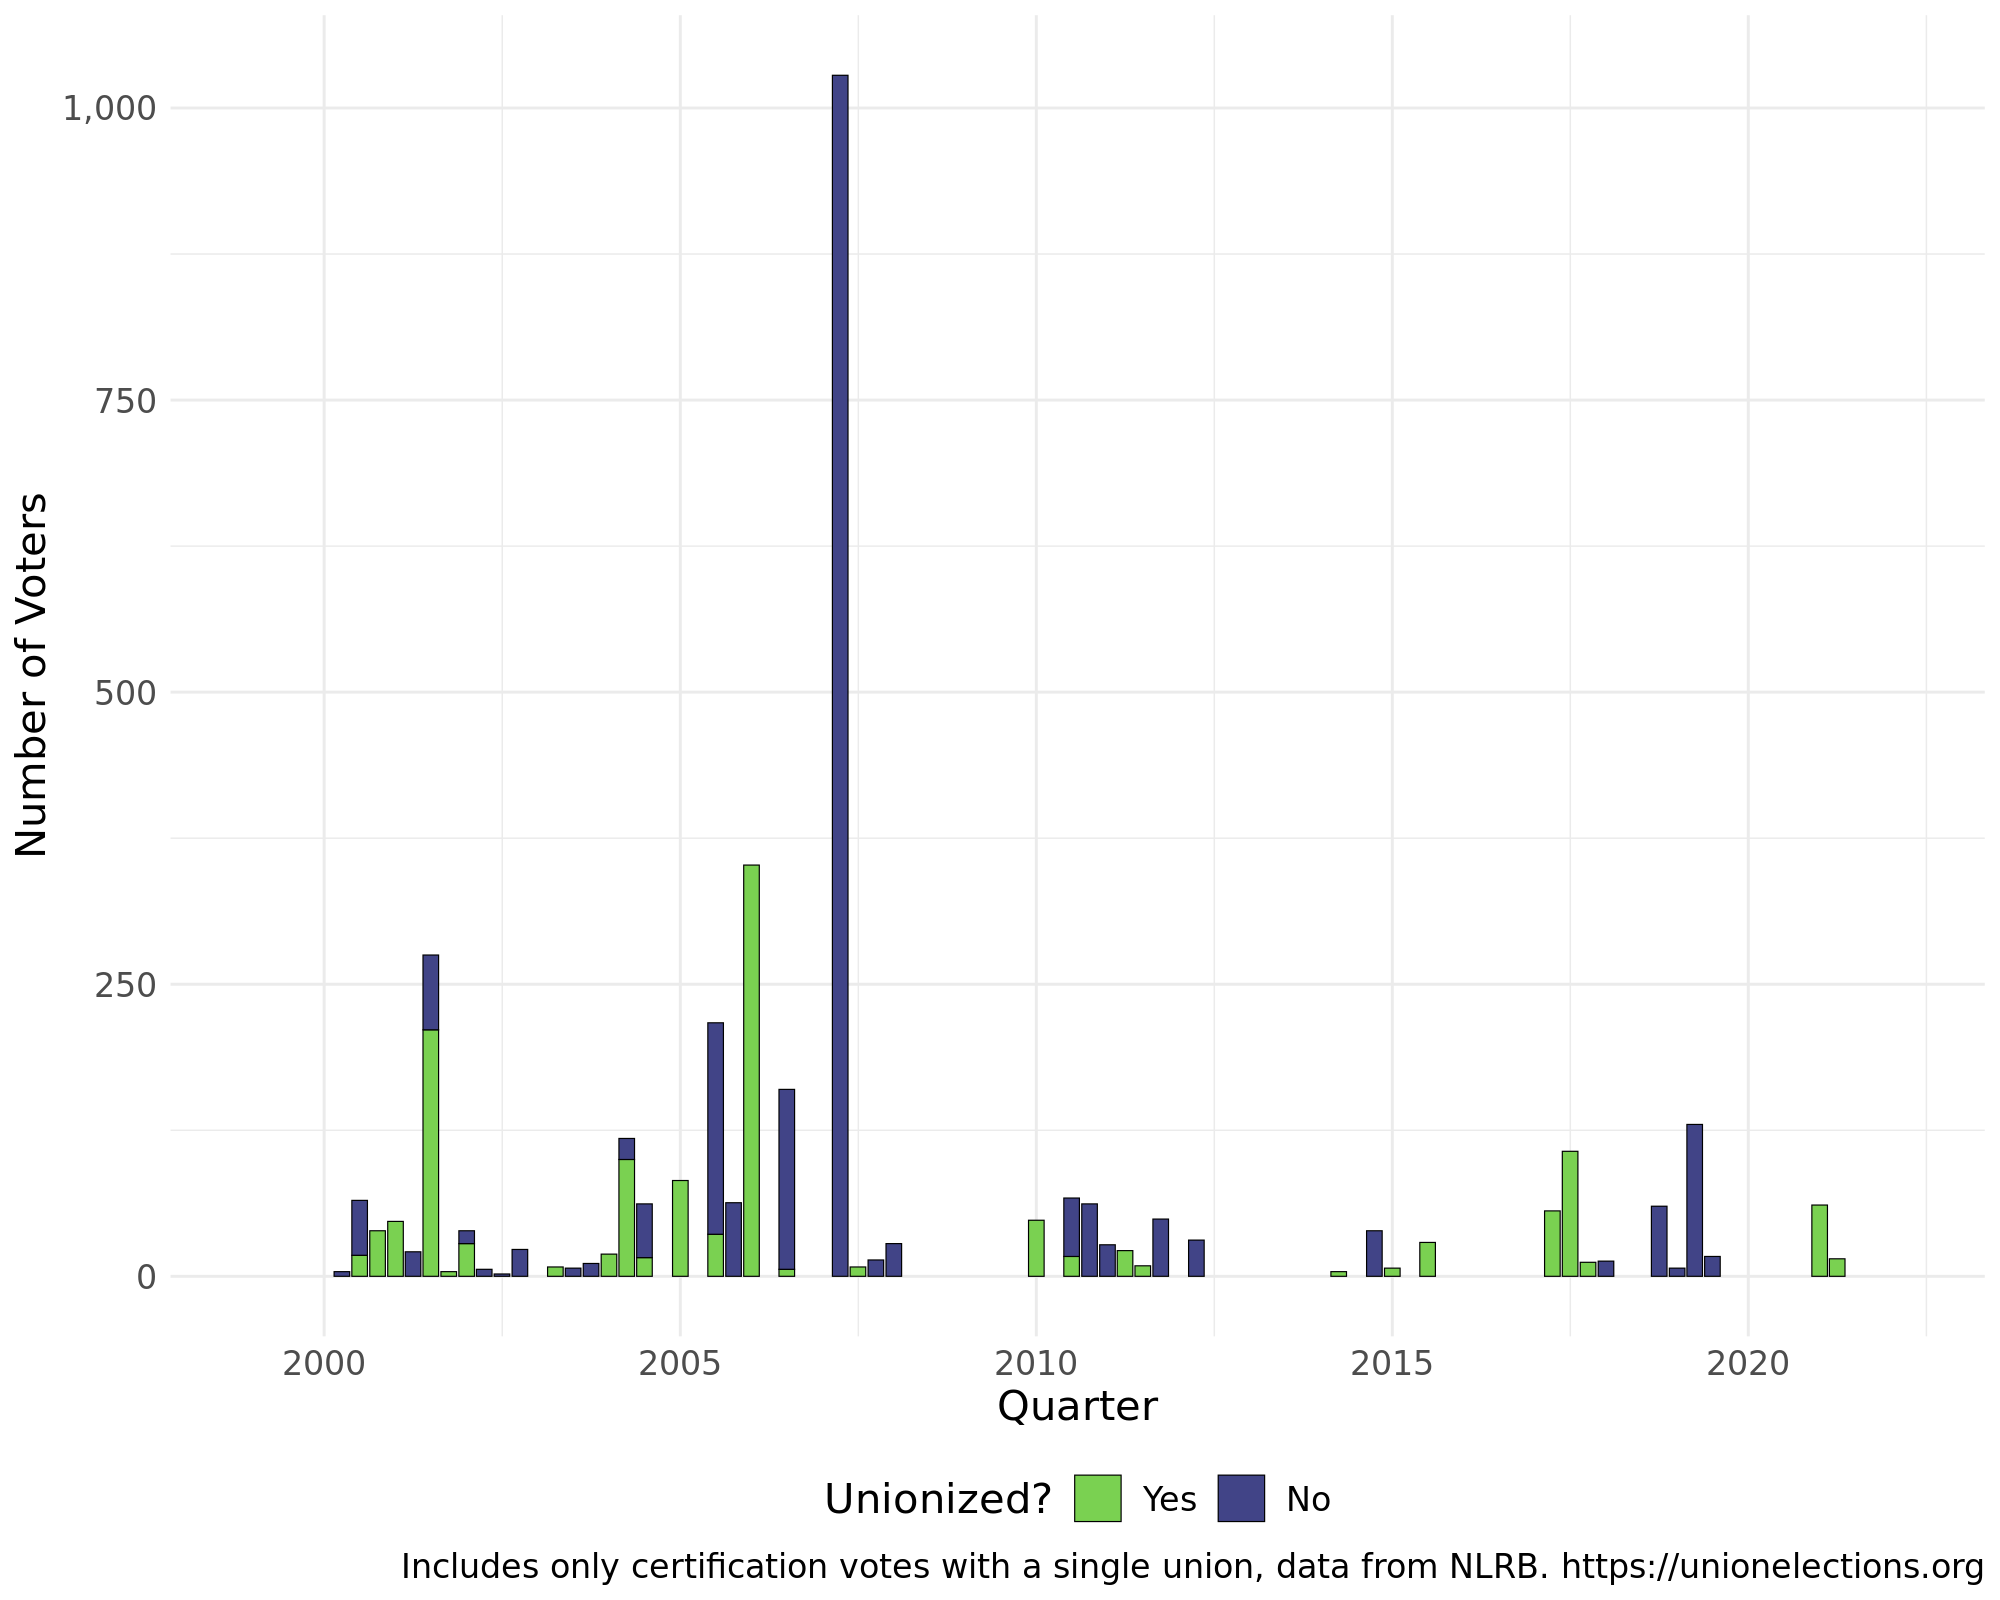 1,000
750
500
250
0
Number of Voters
2000 2005 2010 2015 2020
Quarter
Unionized? Yes No
Includes only certification votes with a single union, data from NLRB. https://unionelections.org